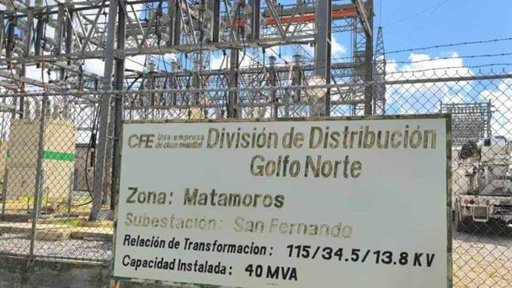 CFE Una empresa de clase mundial División de Distribución
Golfo Norte
Zona: Matamoros
Subestación: San Fernando
Relación de Transformacion: 115/34.5/13.8 KV
Capacidad Instalada: 40 MVA